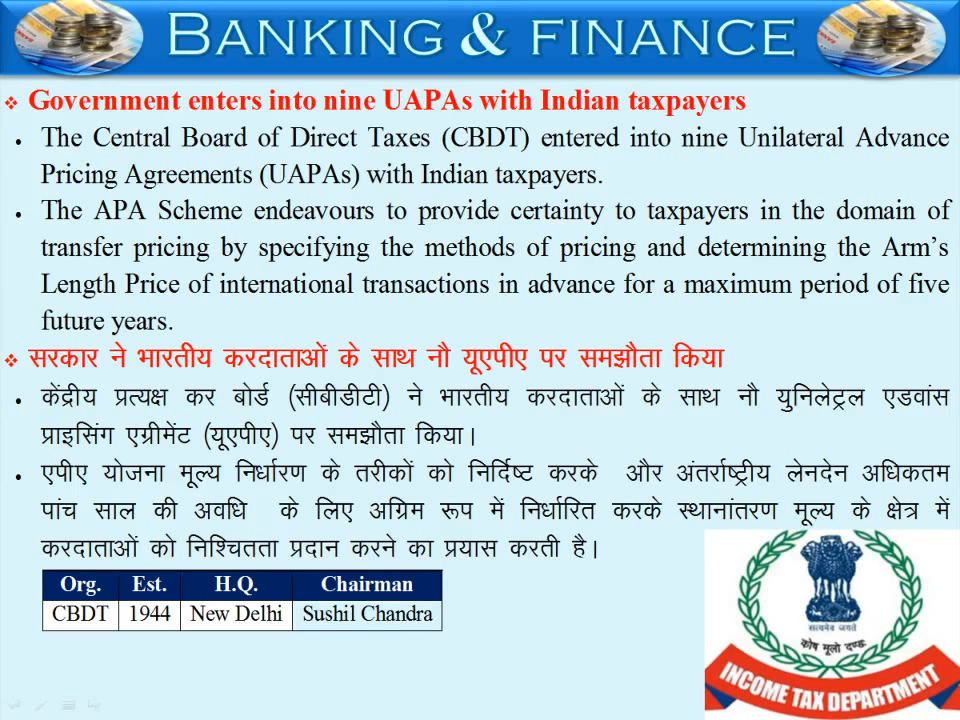 BANKING & FINANCE
❖ Government enters into nine UAPAs with Indian taxpayers
• The Central Board of Direct Taxes (CBDT) entered into nine Unilateral Advance
Pricing Agreements (UAPAs) with Indian taxpayers.
• The APA Scheme endeavours to provide certainty to taxpayers in the domain of
transfer pricing by specifying the methods of pricing and determining the Arm's
Length Price of international transactions in advance for a maximum period of five
future years.
❖ सरकार ने भारतीय करदाताओं के साथ नौ यूएपीए पर समझौता किया
• केंद्रीय प्रत्यक्ष कर बोर्ड (सीबीडीटी) ने भारतीय करदाताओं के साथ नौ युनिलेट्रल एडवांस
प्राइसिंग एग्रीमेंट (यूएपीए) पर समझौता किया।
• एपीए योजना मूल्य निर्धारण के तरीकों को निर्दिष्ट करके और अंतर्राष्ट्रीय लेनदेन अधिकतम
पांच साल की अवधि के लिए अग्रिम रूप में निर्धारित करके स्थानांतरण मूल्य के क्षेत्र में
करदाताओं को निश्चितता प्रदान करने का प्रयास करती है।
Org. Est. H.Q. Chairman
CBDT 1944 New Delhi Sushil Chandra
सत्यमेव जयते
कोष मूलो दण्डः
INCOME TAX DEPARTMENT